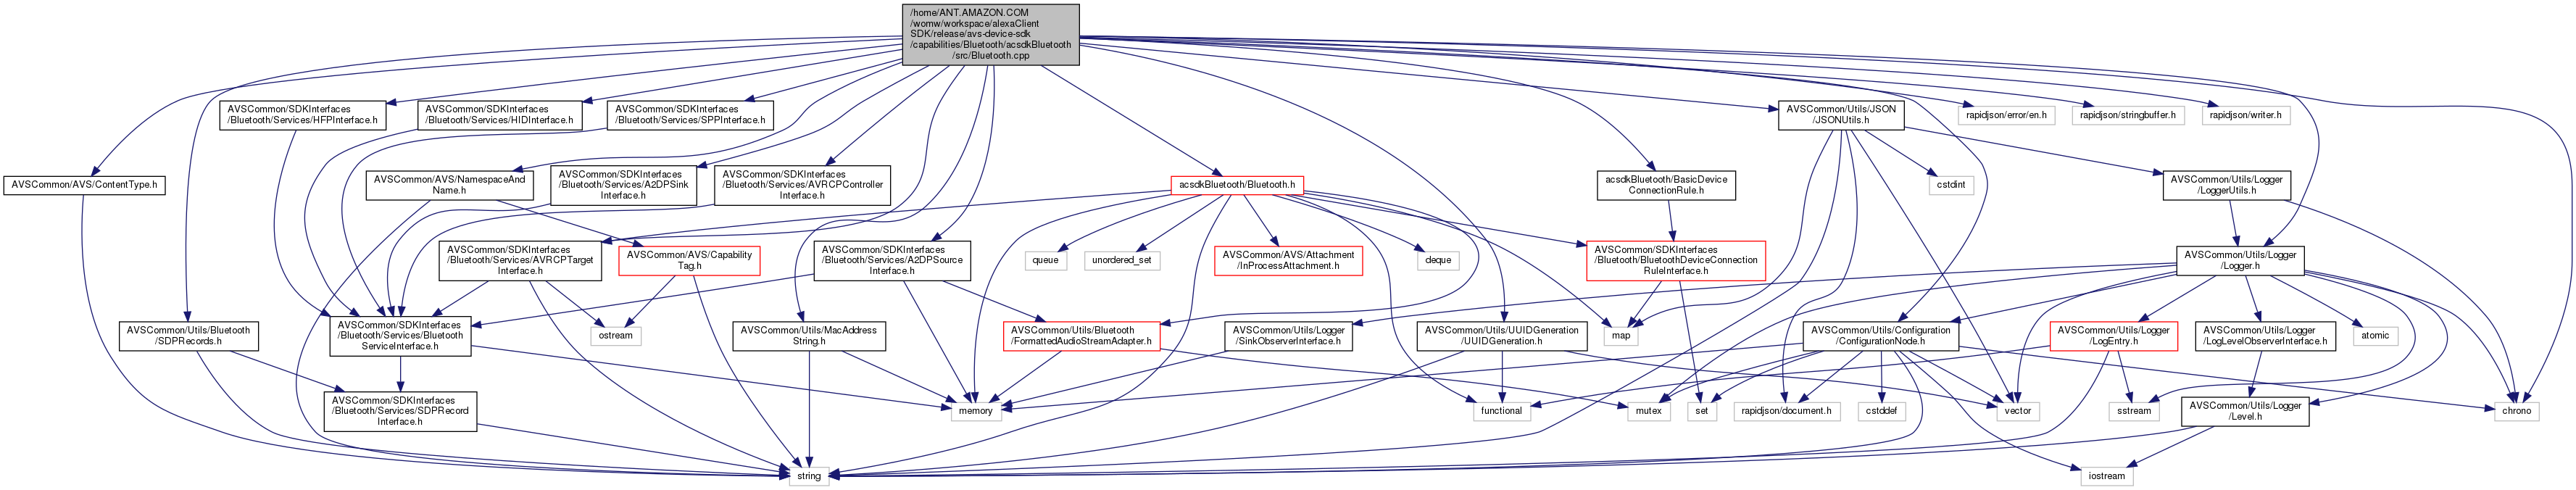 /home/ANT.AMAZON.COM
/womw/workspace/alexaClient
SDK/release/avs-device-sdk
/capabilities/Bluetooth/acsdkBluetooth
/src/Bluetooth.cpp
AVSCommon/SDKInterfaces
/Bluetooth/Services/HFPInterface.h
AVSCommon/SDKInterfaces
/Bluetooth/Services/HIDInterface.h
AVSCommon/SDKInterfaces
/Bluetooth/Services/SPPInterface.h
AVSCommon/Utils/JSON
/JSONUtils.h
rapidjson/error/en.h
rapidjson/stringbuffer.h
rapidjson/writer.h
AVSCommon/AVS/ContentType.h
AVSCommon/AVS/NamespaceAnd
Name.h
AVSCommon/SDKInterfaces
/Bluetooth/Services/A2DPSink
Interface.h
AVSCommon/SDKInterfaces
/Bluetooth/Services/AVRCPController
Interface.h
acsdkBluetooth/Bluetooth.h
acsdkBluetooth/BasicDevice
ConnectionRule.h
cstdint
AVSCommon/Utils/Logger
/LoggerUtils.h
AVSCommon/SDKInterfaces
/Bluetooth/Services/AVRCPTarget
Interface.h
AVSCommon/AVS/Capability
Tag.h
AVSCommon/SDKInterfaces
/Bluetooth/Services/A2DPSource
Interface.h
queue
unordered_set
AVSCommon/AVS/Attachment
/InProcessAttachment.h
deque
AVSCommon/SDKInterfaces
/Bluetooth/BluetoothDeviceConnection
RuleInterface.h
AVSCommon/Utils/Logger
/Logger.h
AVSCommon/Utils/Bluetooth
/SDPRecords.h
AVSCommon/SDKInterfaces
/Bluetooth/Services/Bluetooth
ServiceInterface.h
ostream
AVSCommon/Utils/MacAddress
String.h
AVSCommon/Utils/Bluetooth
/FormattedAudioStreamAdapter.h
AVSCommon/Utils/Logger
/SinkObserverInterface.h
AVSCommon/Utils/UUIDGeneration
/UUIDGeneration.h
map
AVSCommon/Utils/Configuration
/ConfigurationNode.h
AVSCommon/Utils/Logger
/LogEntry.h
AVSCommon/Utils/Logger
/LogLevelObserverInterface.h
atomic
AVSCommon/SDKInterfaces
/Bluetooth/Services/SDPRecord
Interface.h
memory
functional
mutex
set
rapidjson/document.h
cstddef
vector
sstream
AVSCommon/Utils/Logger
/Level.h
chrono
string
iostream